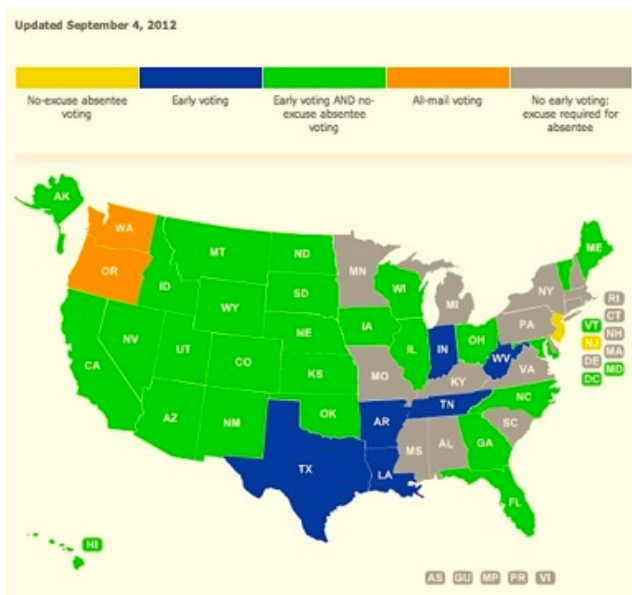 Updated September 4, 2012
No-excuse absentee
voting
Early voting
Early voting AND no-
excuse absentee
voting
All-mail voting
No early voting:
excuse required for
absentee
AK
WA
MT
ND
MN
ME
OR
ID
SD
WI
MI
NY
WY
RI
CT
IA
PA
VT
NH
NV
NE
IL
IN
OH
NJ
MA
UT
CO
WV
DE
MD
CA
KS
MO
KY
VA
DC
NC
TN
AZ
NM
OK
AR
SC
MS
AL
GA
TX
LA
FL
HI
AS
GU
MP
PR
VI